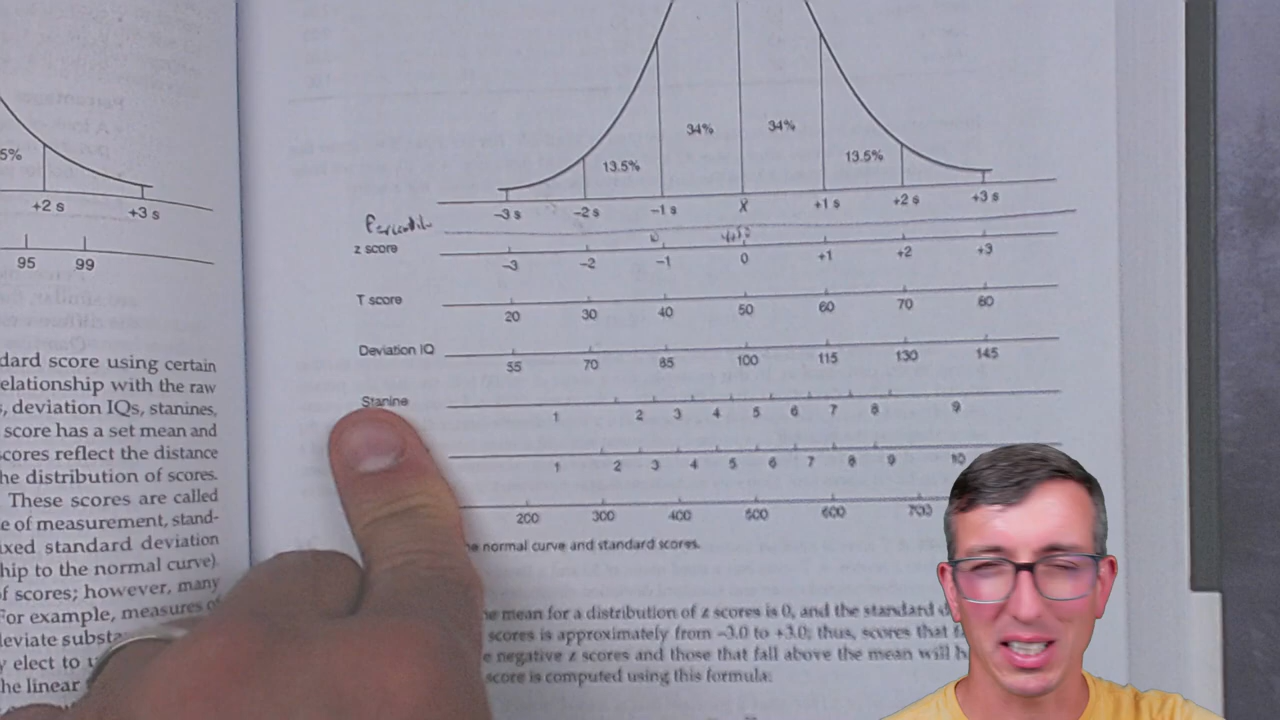 5%
+2 s
+3 s
95 99
dard score using certain
elationship with the raw
s, deviation IQs, stanines,
score has a set mean and
cores reflect the distance
he distribution of scores.
These scores are called
e of measurement, stand-
ixed standard deviation
hip to the normal curve).
of scores; however, many
For example, measures of
deviate substa
y elect to
he linear
34% 34%
13.5% 13.5%
–3 s –2 s –1 s X +1 s +2 s +3 s
z score
–3 –2 –1 0 +1 +2 +3
T score
20 30 40 50 60 70 80
Deviation IQ
55 70 85 100 115 130 145
Stanine
1 2 3 4 5 6 7 8 9
1 2 3 4 5 6 7 8 9 10
200 300 400 500 600 700
he normal curve and standard scores.
he mean for a distribution of z scores is 0, and the standard d
scores is approximately from –3.0 to +3.0; thus, scores that f
e negative z scores and those that fall above the mean will h
score is computed using this formula: